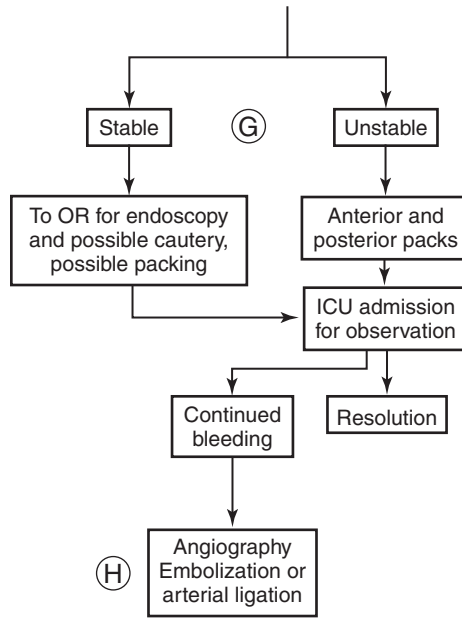 Stable
G
Unstable
To OR for endoscopy
and possible cautery,
possible packing
Anterior and
posterior packs
ICU admission
for observation
Continued
bleeding
Resolution
H
Angiography
Embolization or
arterial ligation